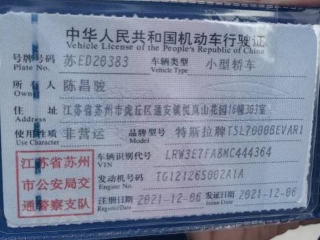 中华人民共和国机动车行驶证
Vehicle License of the People's Republic of China
号牌号码 苏ED20383 车辆类型 小型轿车
Plate No. Vehicle Type
所有人 陈昌骏
Owner
住址 江苏省苏州市虎丘区通安镇悦岚山花园16幢303室
Address
使用性质 非营运 品牌型号 特斯拉牌TSL7000BEVAR1
Use Character Model
江苏省苏州 车辆识别代号 LRW3E7FA8MC444364
VIN
市公安局交 发动机号码 TG121265002A1A
Engine No.
通警察支队 注册日期 2021-12-06 发证日期 2021-12-06
Register Date Issue Date